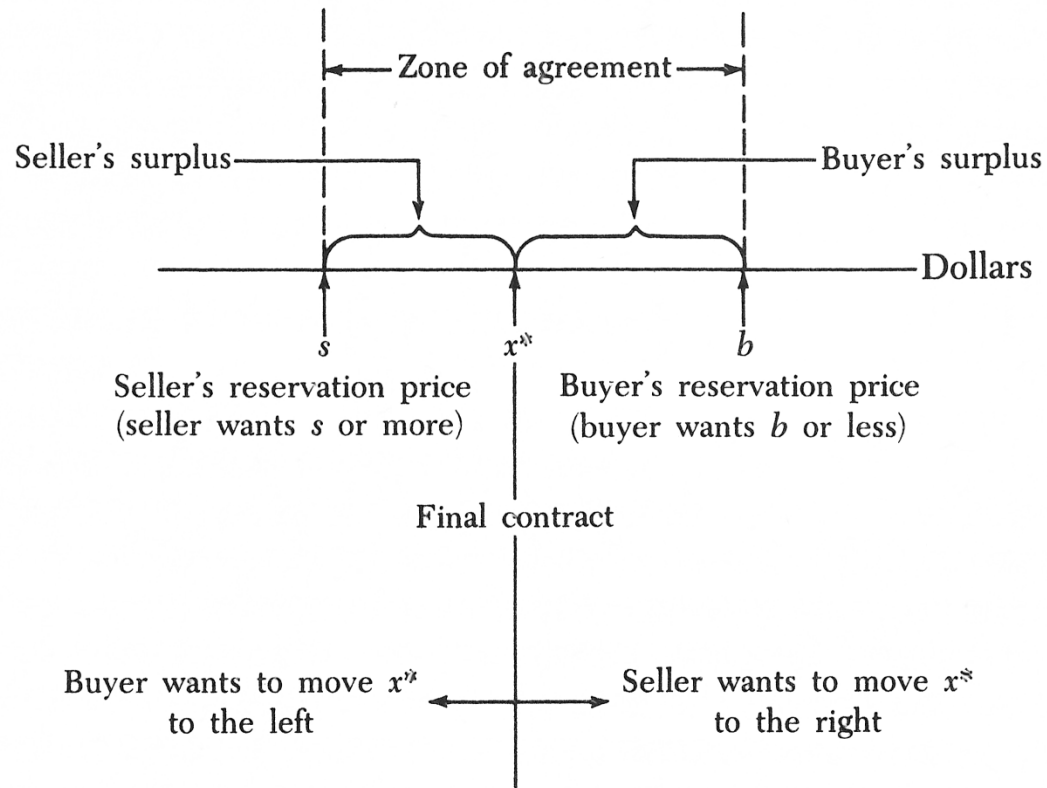 Zone of agreement
Seller's surplus
Buyer's surplus
Dollars
s
x*
b
Seller's reservation price
(seller wants s or more)
Buyer's reservation price
(buyer wants b or less)
Final contract
Buyer wants to move x*
to the left
Seller wants to move x*
to the right